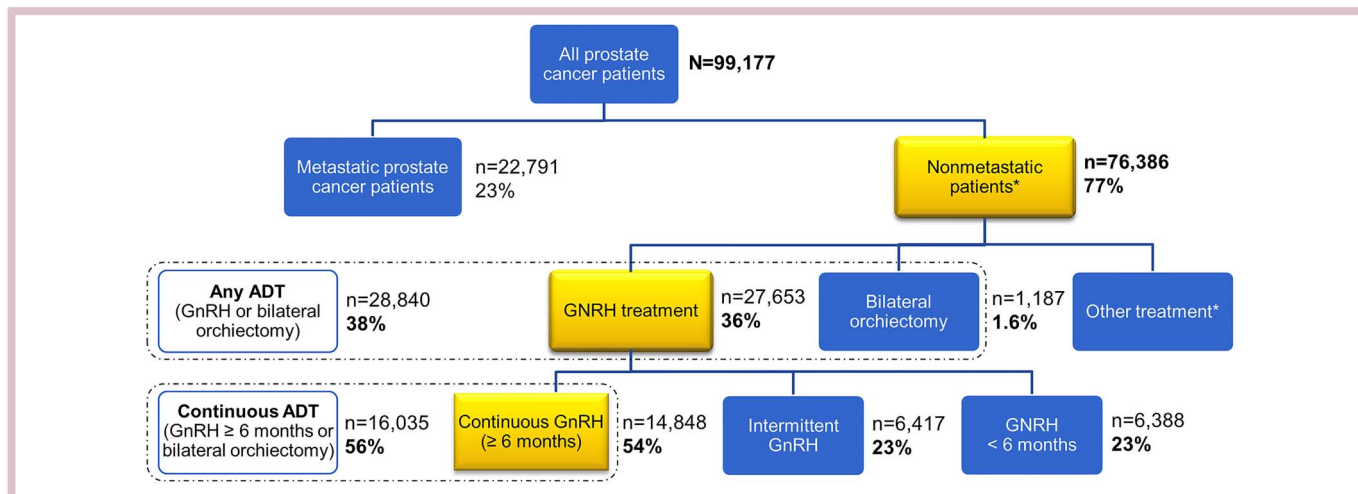 All prostate
cancer patients
N=99,177
Metastatic prostate
cancer patients
n=22,791
23%
Nonmetastatic
patients*
n=76,386
77%
Any ADT
(GnRH or bilateral
orchiectomy)
n=28,840
38%
GNRH treatment
n=27,653
36%
Bilateral
orchiectomy
n=1,187
1.6%
Other treatment*
Continuous ADT
(GnRH ≥ 6 months or
bilateral orchiectomy)
n=16,035
56%
Continuous GnRH
(≥ 6 months)
n=14,848
54%
Intermittent
GnRH
n=6,417
23%
GNRH
< 6 months
n=6,388
23%